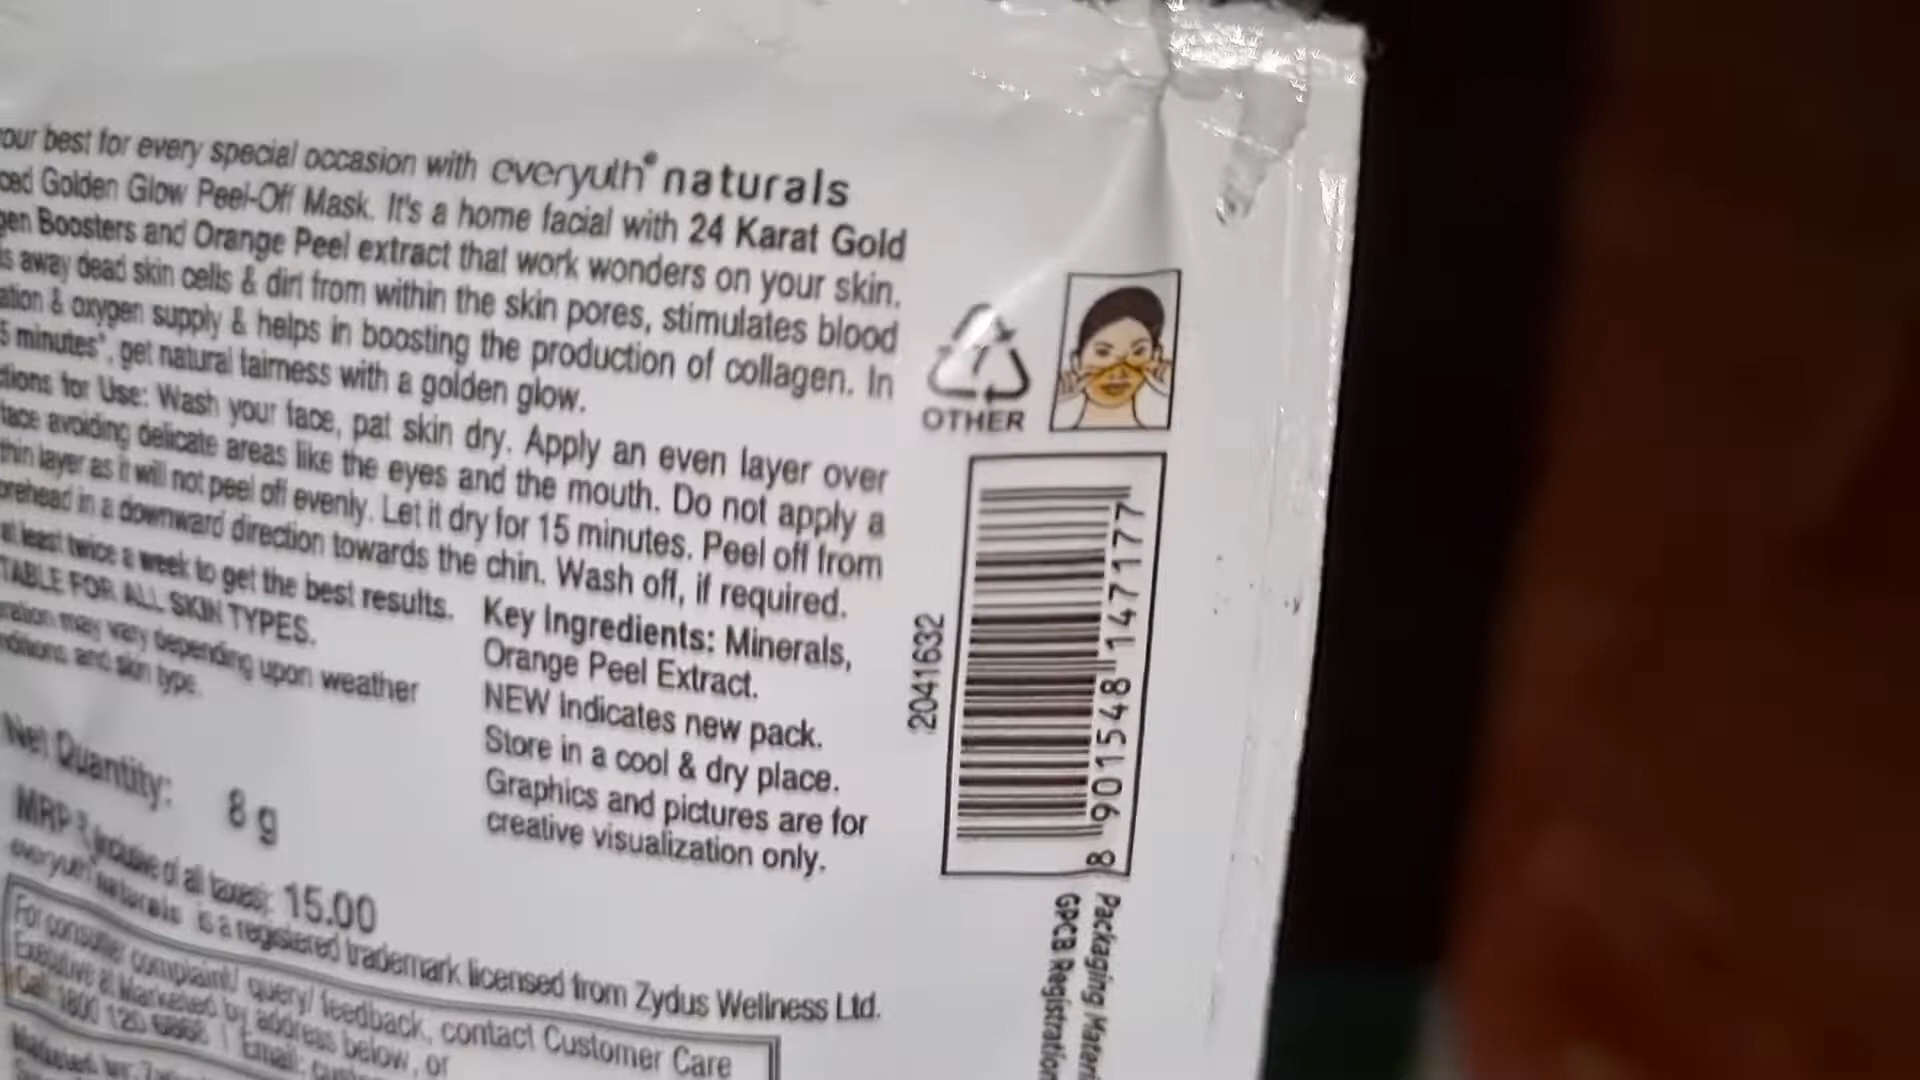 our best for every special occasion with everyuth® naturals
ced Golden Glow Peel-Off Mask. It's a home facial with 24 Karat Gold
gen Boosters and Orange Peel extract that work wonders on your skin.
ls away dead skin cells & dirt from within the skin pores, stimulates blood
ation & oxygen supply & helps in boosting the production of collagen. In
5 minutes*, get natural fairness with a golden glow.
ctions for Use: Wash your face, pat skin dry. Apply an even layer over
face avoiding delicate areas like the eyes and the mouth. Do not apply a
thin layer as it will not peel off evenly. Let it dry for 15 minutes. Peel off from
orehead in a downward direction towards the chin. Wash off, if required.
at least twice a week to get the best results.
TABLE FOR ALL SKIN TYPES.
ration may vary depending upon weather
nditions and skin type.
Key Ingredients: Minerals,
Orange Peel Extract.
NEW Indicates new pack.
Store in a cool & dry place.
Graphics and pictures are for
creative visualization only.
Net Quantity: 8 g
MRP ₹ (inclusive of all taxes): 15.00
everyuth naturals is a registered trademark licensed from Zydus Wellness Ltd.
For consumer complaint/ query/ feedback, contact Customer Care
Executive at Marketed by address below, or
Call: 1800 120 | Email:
Marketed by:
7
OTHER
2041632
8 901548 147177
Packaging Materi
GPCB Registration